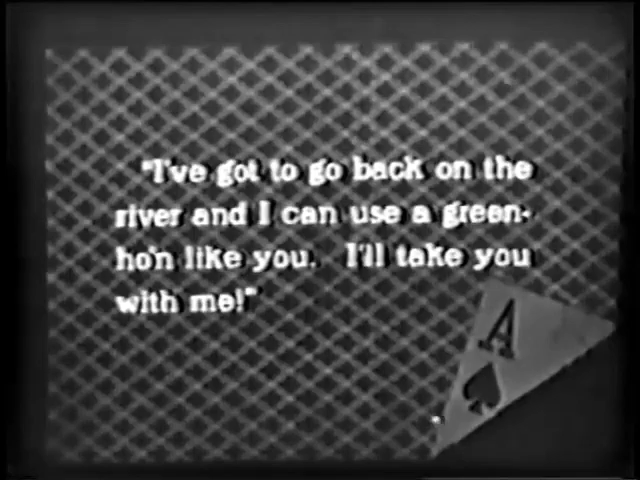 "I've got to go back on the
river and I can use a green-
ho'n like you. I'll take you
with me!"
A